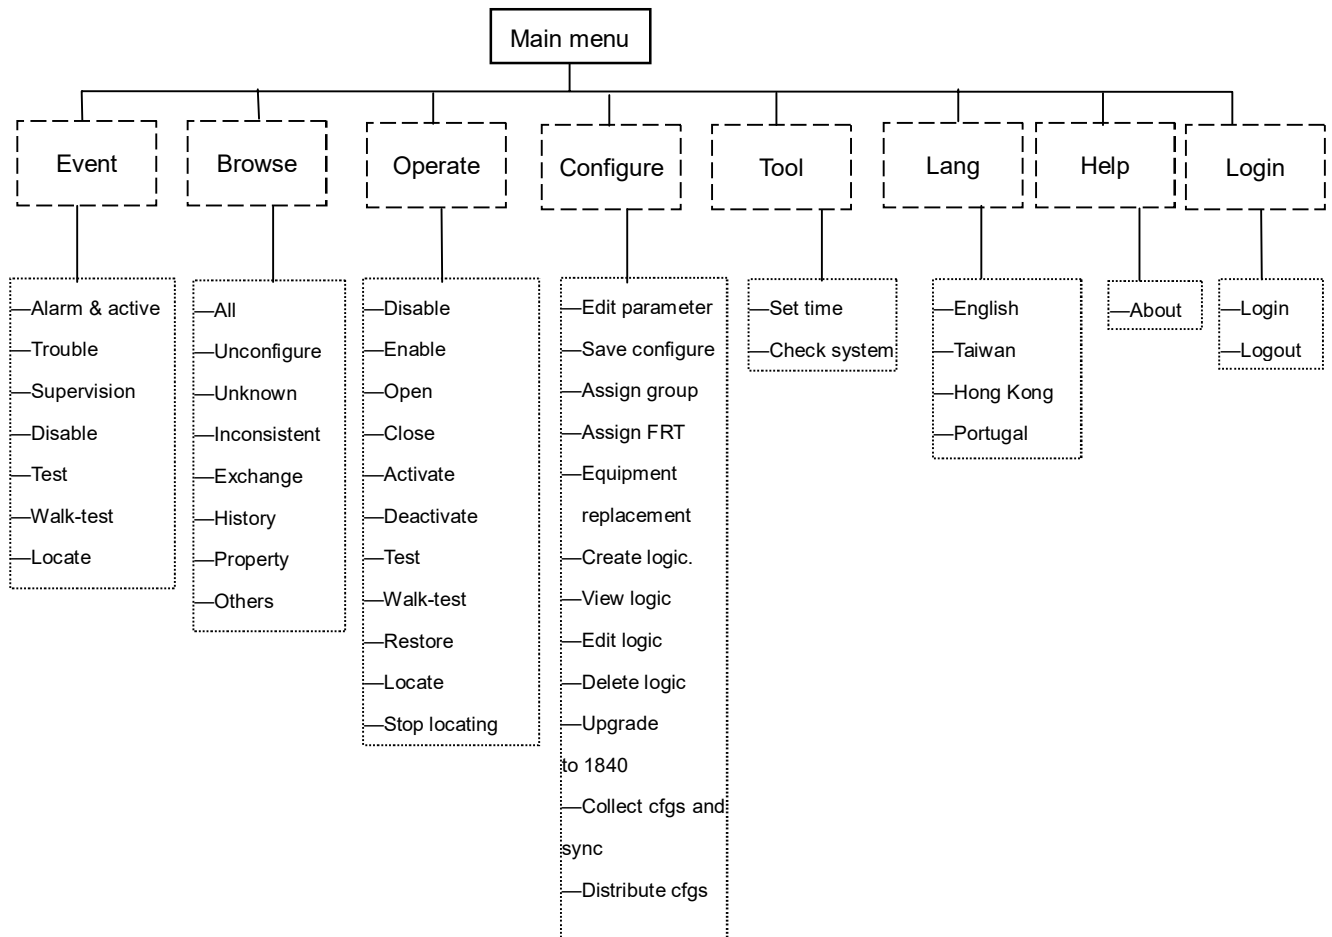 Main menu
Event
Browse
Operate
Configure
Tool
Lang
Help
Login
—Alarm & active
—Trouble
—Supervision
—Disable
—Test
—Walk-test
—Locate
—All
—Unconfigure
—Unknown
—Inconsistent
—Exchange
—History
—Property
—Others
—Disable
—Enable
—Open
—Close
—Activate
—Deactivate
—Test
—Walk-test
—Restore
—Locate
—Stop locating
—Edit parameter
—Save configure
—Assign group
—Assign FRT
—Equipment
replacement
—Create logic.
—View logic
—Edit logic
—Delete logic
—Upgrade
to 1840
—Collect cfgs and
sync
—Distribute cfgs
—Set time
—Check system
—English
—Taiwan
—Hong Kong
—Portugal
—About
—Login
—Logout